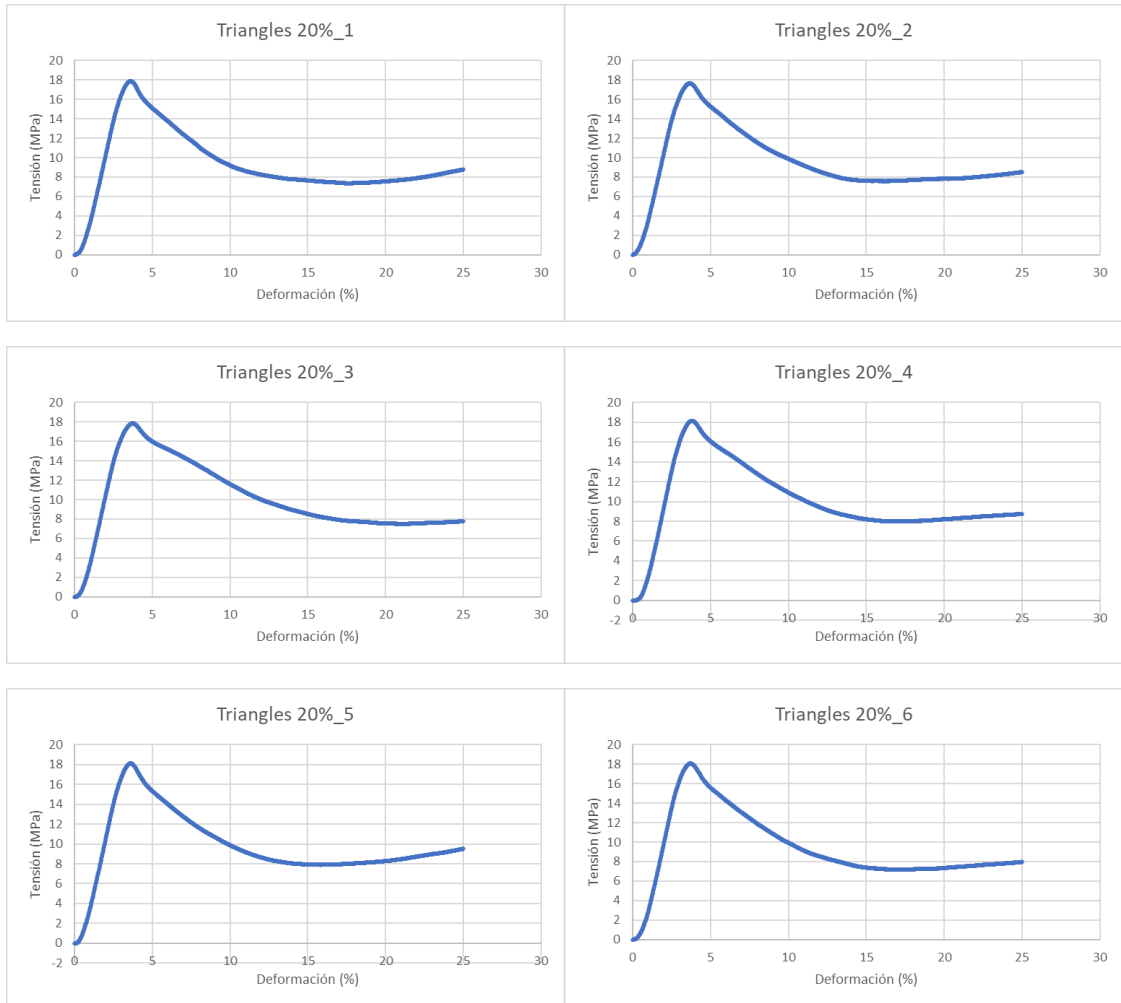 Triangles 20%_1
Tensión (MPa)
20
18
16
14
12
10
8
6
4
2
0
0 5 10 15 20 25 30
Deformación (%)
Triangles 20%_2
Tensión (MPa)
20
18
16
14
12
10
8
6
4
2
0
0 5 10 15 20 25 30
Deformación (%)
Triangles 20%_3
Tensión (MPa)
20
18
16
14
12
10
8
6
4
2
0
0 5 10 15 20 25 30
Deformación (%)
Triangles 20%_4
Tensión (MPa)
20
18
16
14
12
10
8
6
4
2
0
-2
0 5 10 15 20 25 30
Deformación (%)
Triangles 20%_5
Tensión (MPa)
20
18
16
14
12
10
8
6
4
2
0
-2
0 5 10 15 20 25 30
Deformación (%)
Triangles 20%_6
Tensión (MPa)
20
18
16
14
12
10
8
6
4
2
0
0 5 10 15 20 25 30
Deformación (%)